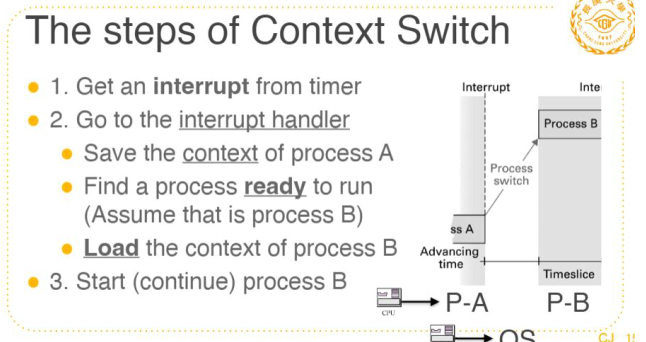 The steps of Context Switch
1. Get an interrupt from timer
2. Go to the interrupt handler
Save the context of process A
Find a process ready to run
(Assume that is process B)
Load the context of process B
3. Start (continue) process B
Interrupt
Inte
Process B
Process
switch
ss A
Advancing
time
Timeslice
CPU
P-A
P-B
OS
CJ